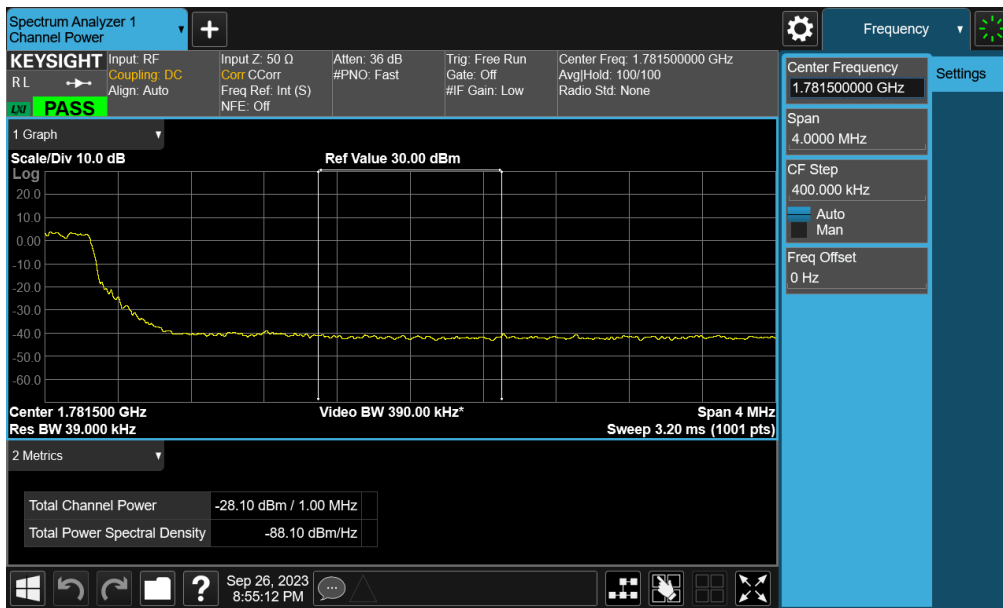 Spectrum Analyzer 1
Channel Power
Frequency
KEYSIGHT
R L
LXI
PASS
Input: RF
Coupling: DC
Align: Auto
Input Z: 50 Ω
Corr CCorr
Freq Ref: Int (S)
NFE: Off
Atten: 36 dB
#PNO: Fast
Trig: Free Run
Gate: Off
#IF Gain: Low
Center Freq: 1.781500000 GHz
Avg|Hold: 100/100
Radio Std: None
Center Frequency
1.781500000 GHz
Settings
Span
4.0000 MHz
CF Step
400.000 kHz
Auto
Man
Freq Offset
0 Hz
1 Graph
Scale/Div 10.0 dB
Ref Value 30.00 dBm
Log
20.0
10.0
0.00
-10.0
-20.0
-30.0
-40.0
-50.0
-60.0
Center 1.781500 GHz
Video BW 390.00 kHz*
Span 4 MHz
Res BW 39.000 kHz
Sweep 3.20 ms (1001 pts)
2 Metrics
Total Channel Power -28.10 dBm / 1.00 MHz
Total Power Spectral Density -88.10 dBm/Hz
?
Sep 26, 2023
8:55:12 PM